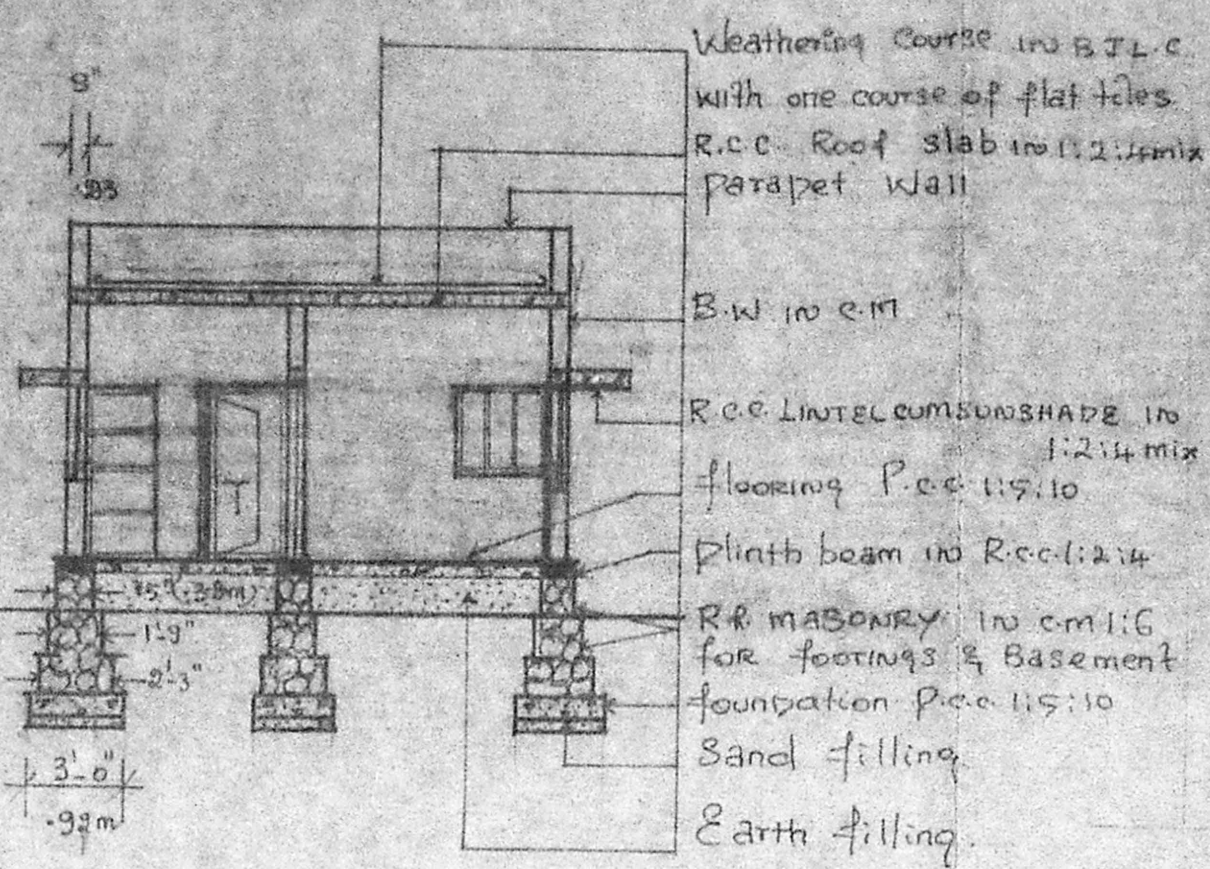 Weathering Course in B J L.C
with one course of flat tiles
R.C.C. Roof slab in 1:2:4 mix
parapet wall
9"
.23
B.W in c.m
R.C.C. LINTEL CUM SUNSHADE IN
1:2:4 mix
flooring P.c.c. 1:5:10
plinth beam in R.c.c. 1:2:4
R.R MASONRY in c.m 1:6
for footings & Basement
foundation P.c.c. 1:5:10
Sand filling
Earth filling.
15" (.38m)
1'-9"
2'-3"
3'-0"
.92m